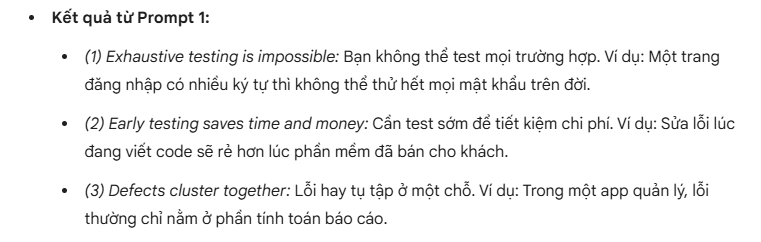 • Kết quả từ Prompt 1:
• (1) Exhaustive testing is impossible: Bạn không thể test mọi trường hợp. Ví dụ: Một trang
đăng nhập có nhiều ký tự thì không thể thử hết mọi mật khẩu trên đời.
• (2) Early testing saves time and money: Cần test sớm để tiết kiệm chi phí. Ví dụ: Sửa lỗi lúc
đang viết code sẽ rẻ hơn lúc phần mềm đã bán cho khách.
• (3) Defects cluster together: Lỗi hay tụ tập ở một chỗ. Ví dụ: Trong một app quản lý, lỗi
thường chỉ nằm ở phần tính toán báo cáo.